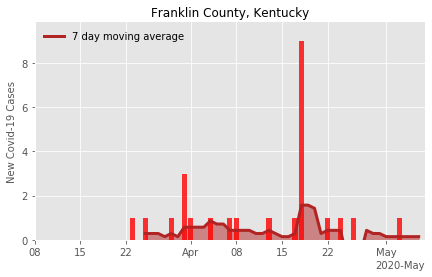 Franklin County, Kentucky
7 day moving average
New Covid-19 Cases
8
6
4
2
0
08 15 22 Apr 08 15 22 May
2020-May